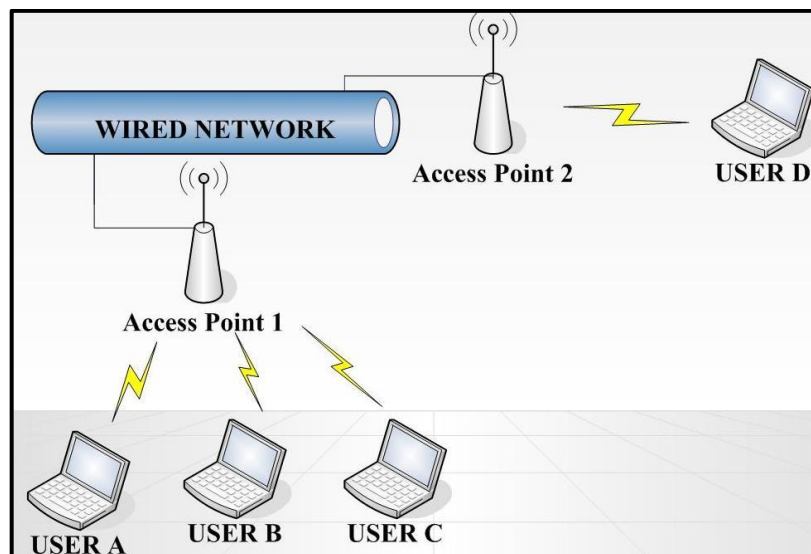 WIRED NETWORK
Access Point 2
USER D
Access Point 1
USER A
USER B
USER C